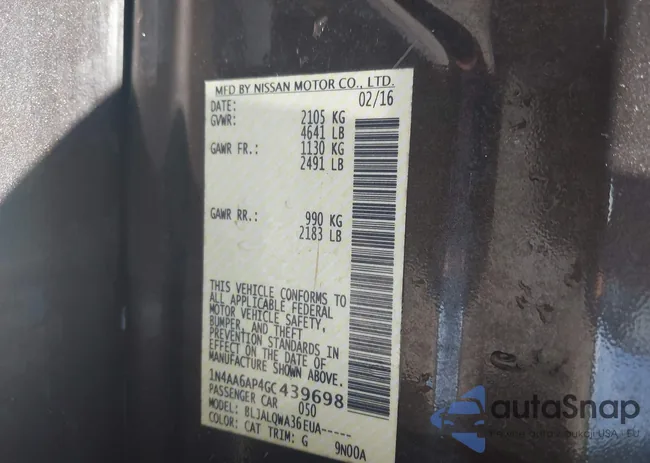 MFD BY NISSAN MOTOR CO., LTD.
DATE: 02/16
GVWR: 2105 KG
4641 LB
GAWR FR.: 1130 KG
2491 LB
GAWR RR.: 990 KG
2183 LB
THIS VEHICLE CONFORMS TO
ALL APPLICABLE FEDERAL
MOTOR VEHICLE SAFETY,
BUMPER, AND THEFT
PREVENTION STANDARDS IN
EFFECT ON THE DATE OF
MANUFACTURE SHOWN ABOVE.
1N4AA6AP4GC439698
PASSENGER CAR 050
MODEL: BLJALQWA36EUA-----
COLOR: CAT TRIM: G 9N00A
autaSnap
USA
EU